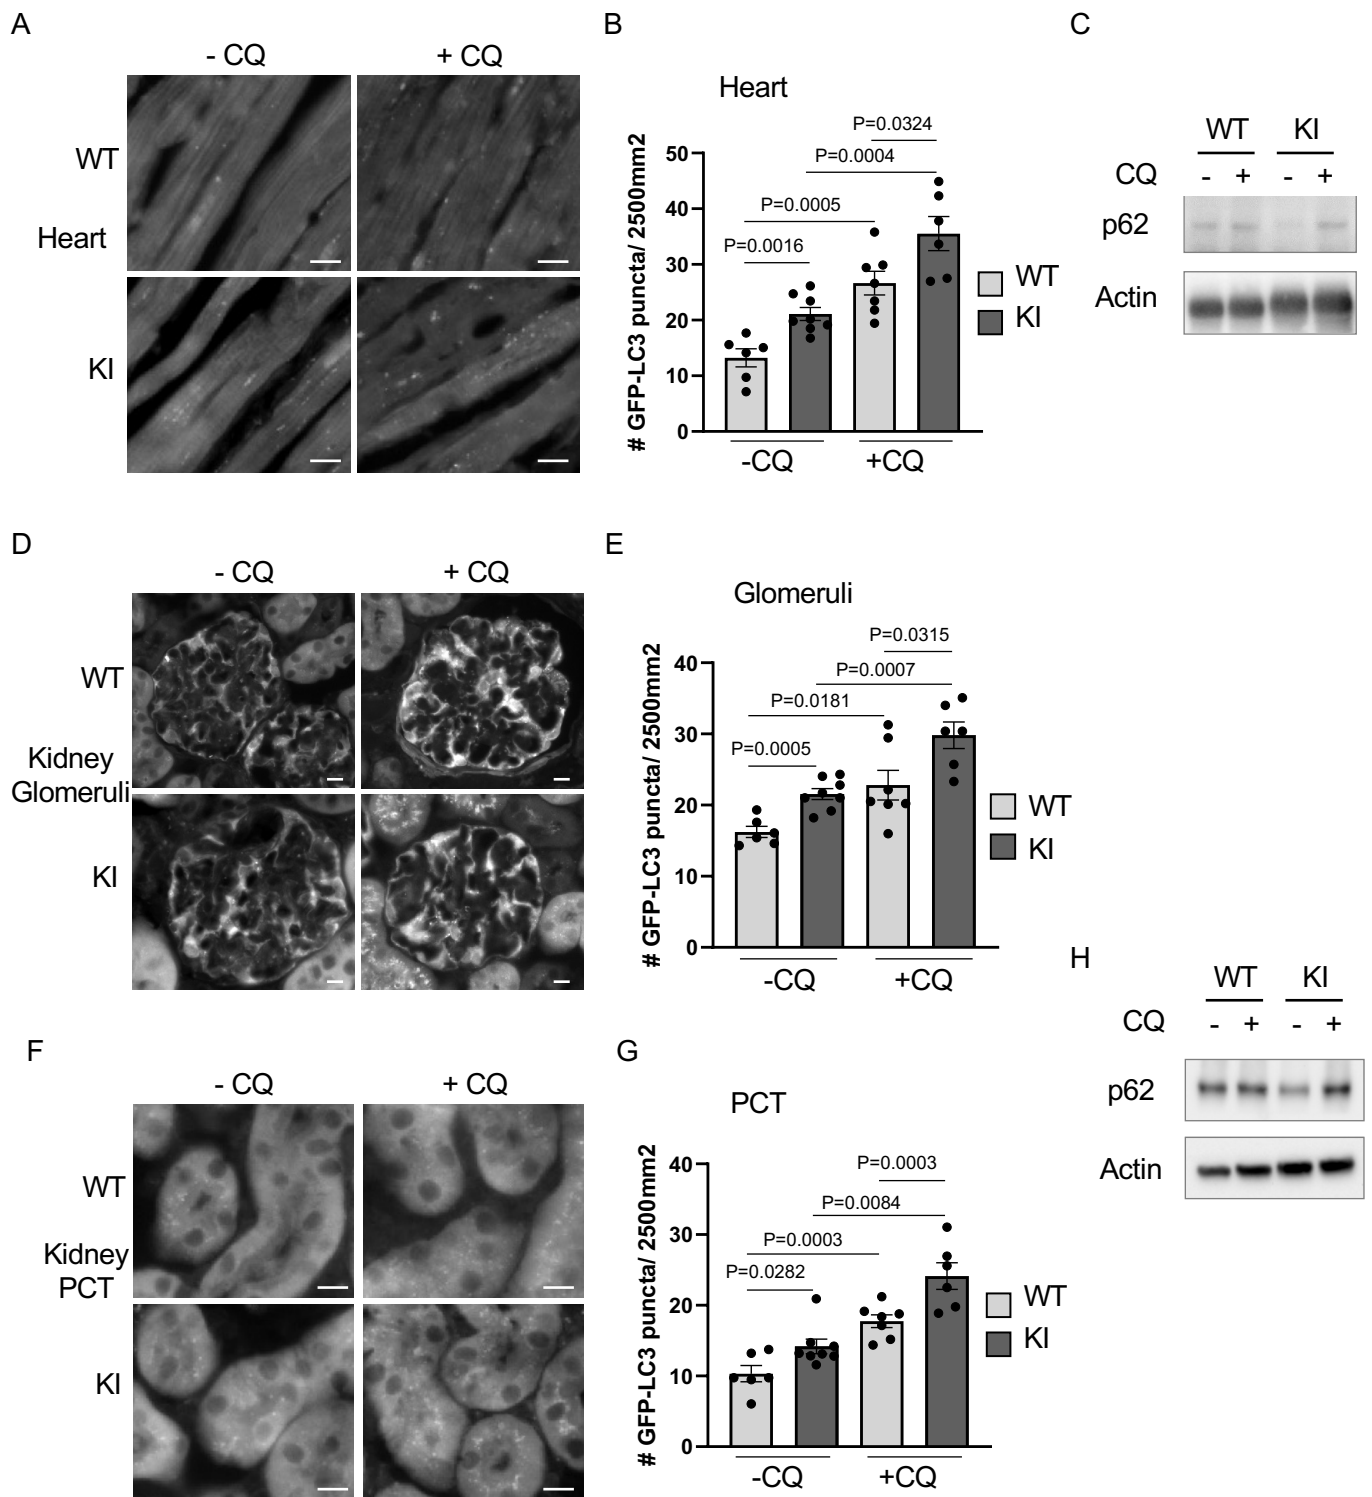 A
- CQ
+ CQ
WT
Heart
KI
B
Heart
P=0.0324
P=0.0004
P=0.0005
P=0.0016
# GFP-LC3 puncta/ 2500mm2
50
40
30
20
10
0
-CQ
+CQ
WT
KI
C
WT
KI
CQ
-
+
-
+
p62
Actin
D
- CQ
+ CQ
WT
Kidney
Glomeruli
KI
E
Glomeruli
P=0.0315
P=0.0007
P=0.0181
P=0.0005
# GFP-LC3 puncta/ 2500mm2
40
30
20
10
0
-CQ
+CQ
WT
KI
F
- CQ
+ CQ
WT
Kidney
PCT
KI
G
PCT
P=0.0003
P=0.0084
P=0.0003
P=0.0282
# GFP-LC3 puncta/ 2500mm2
40
30
20
10
0
-CQ
+CQ
WT
KI
H
WT
KI
CQ
-
+
-
+
p62
Actin